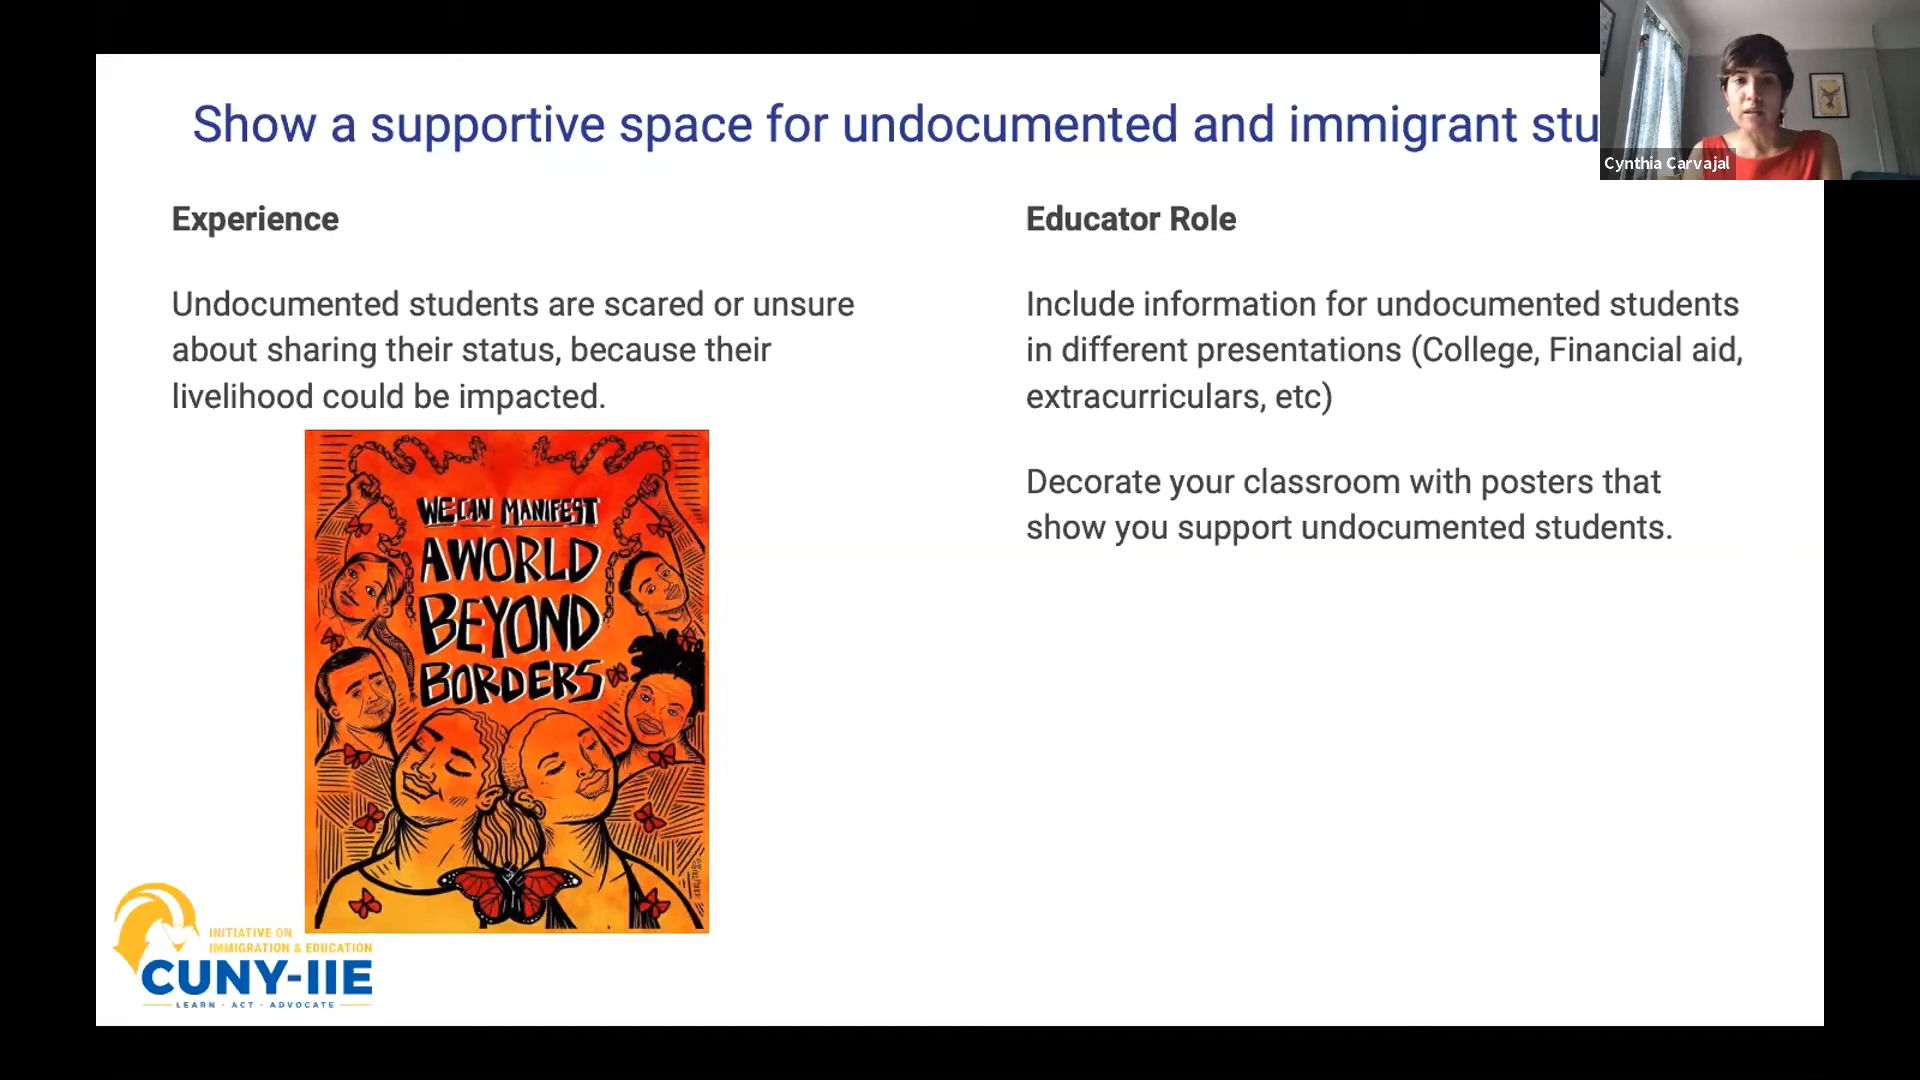 Show a supportive space for undocumented and immigrant stu
Cynthia Carvajal
Experience
Undocumented students are scared or unsure
about sharing their status, because their
livelihood could be impacted.
WE CAN MANIFEST
A WORLD
BEYOND
BORDERS
Educator Role
Include information for undocumented students
in different presentations (College, Financial aid,
extracurriculars, etc)
Decorate your classroom with posters that
show you support undocumented students.
INITIATIVE ON
IMMIGRATION & EDUCATION
CUNY-IIE
LEARN · ACT · ADVOCATE